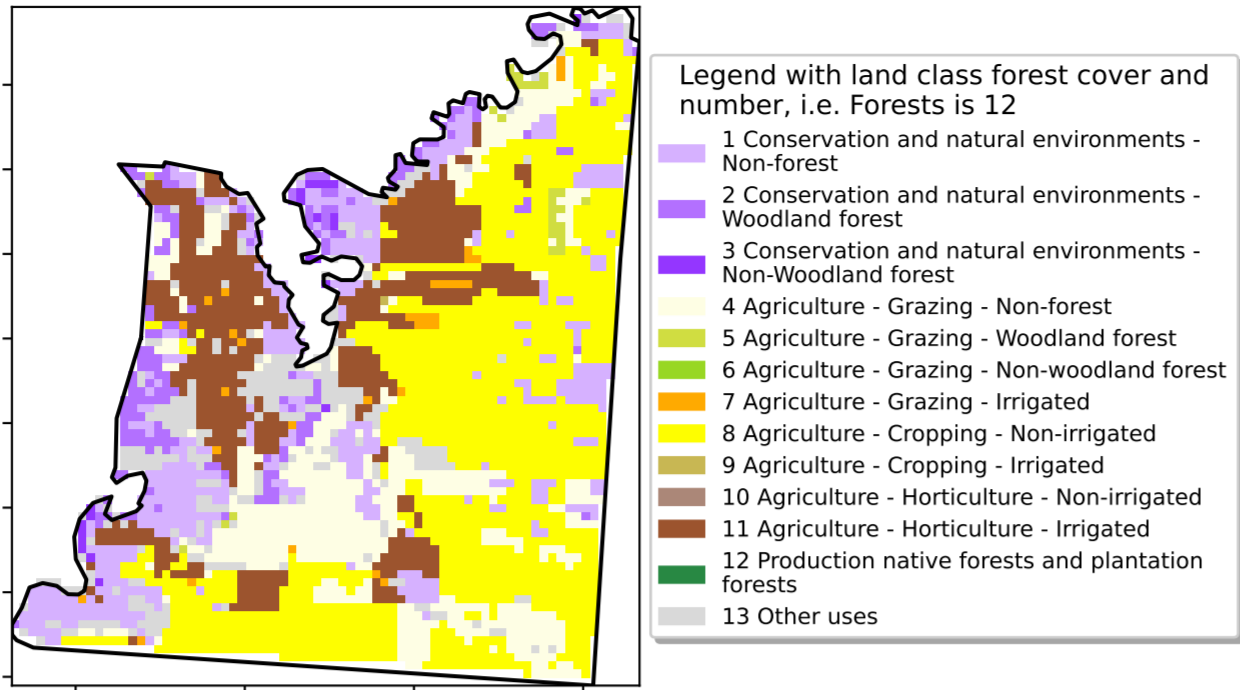 Legend with land class forest cover and
number, i.e. Forests is 12
1 Conservation and natural environments -
Non-forest
2 Conservation and natural environments -
Woodland forest
3 Conservation and natural environments -
Non-Woodland forest
4 Agriculture - Grazing - Non-forest
5 Agriculture - Grazing - Woodland forest
6 Agriculture - Grazing - Non-woodland forest
7 Agriculture - Grazing - Irrigated
8 Agriculture - Cropping - Non-irrigated
9 Agriculture - Cropping - Irrigated
10 Agriculture - Horticulture - Non-irrigated
11 Agriculture - Horticulture - Irrigated
12 Production native forests and plantation
forests
13 Other uses